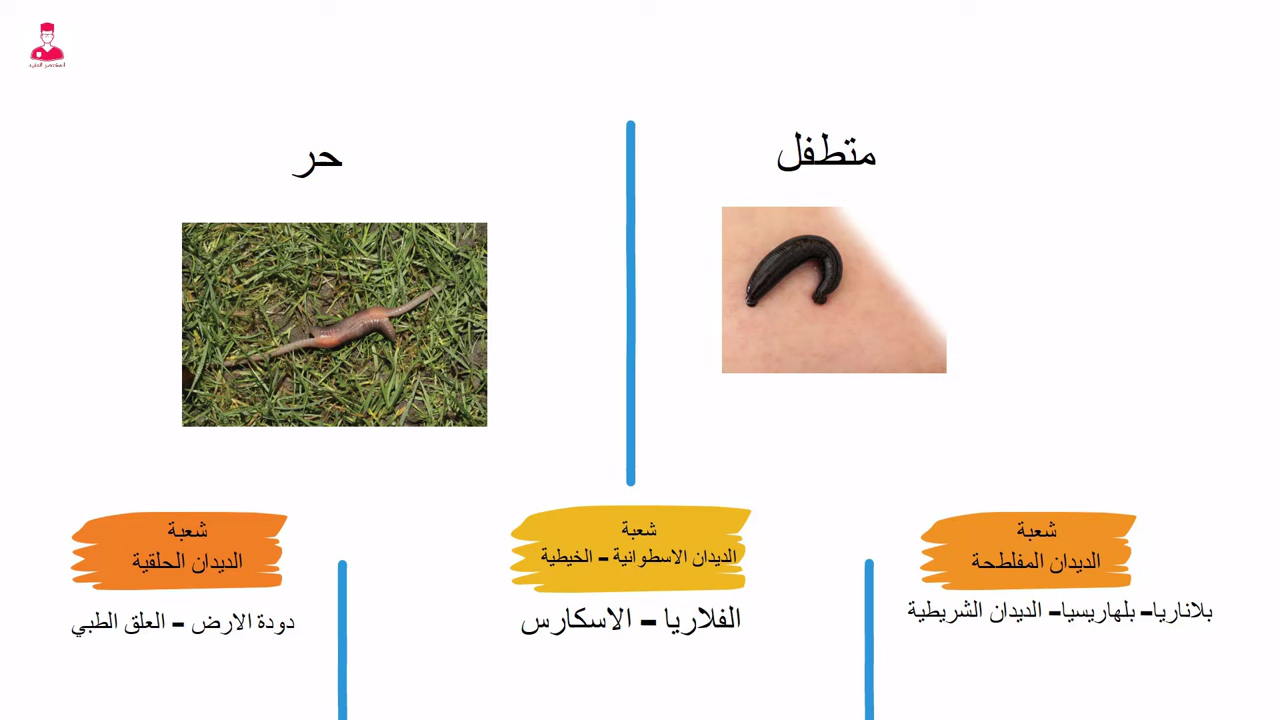 متطفل
حر
شعبة
الديدان المفلطحة
بلاناريا– بلهاريسيا– الديدان الشريطية
شعبة
الديدان الاسطوانية – الخيطية
الفلاريا – الاسكارس
شعبة
الديدان الحلقية
دودة الارض – العلق الطبي